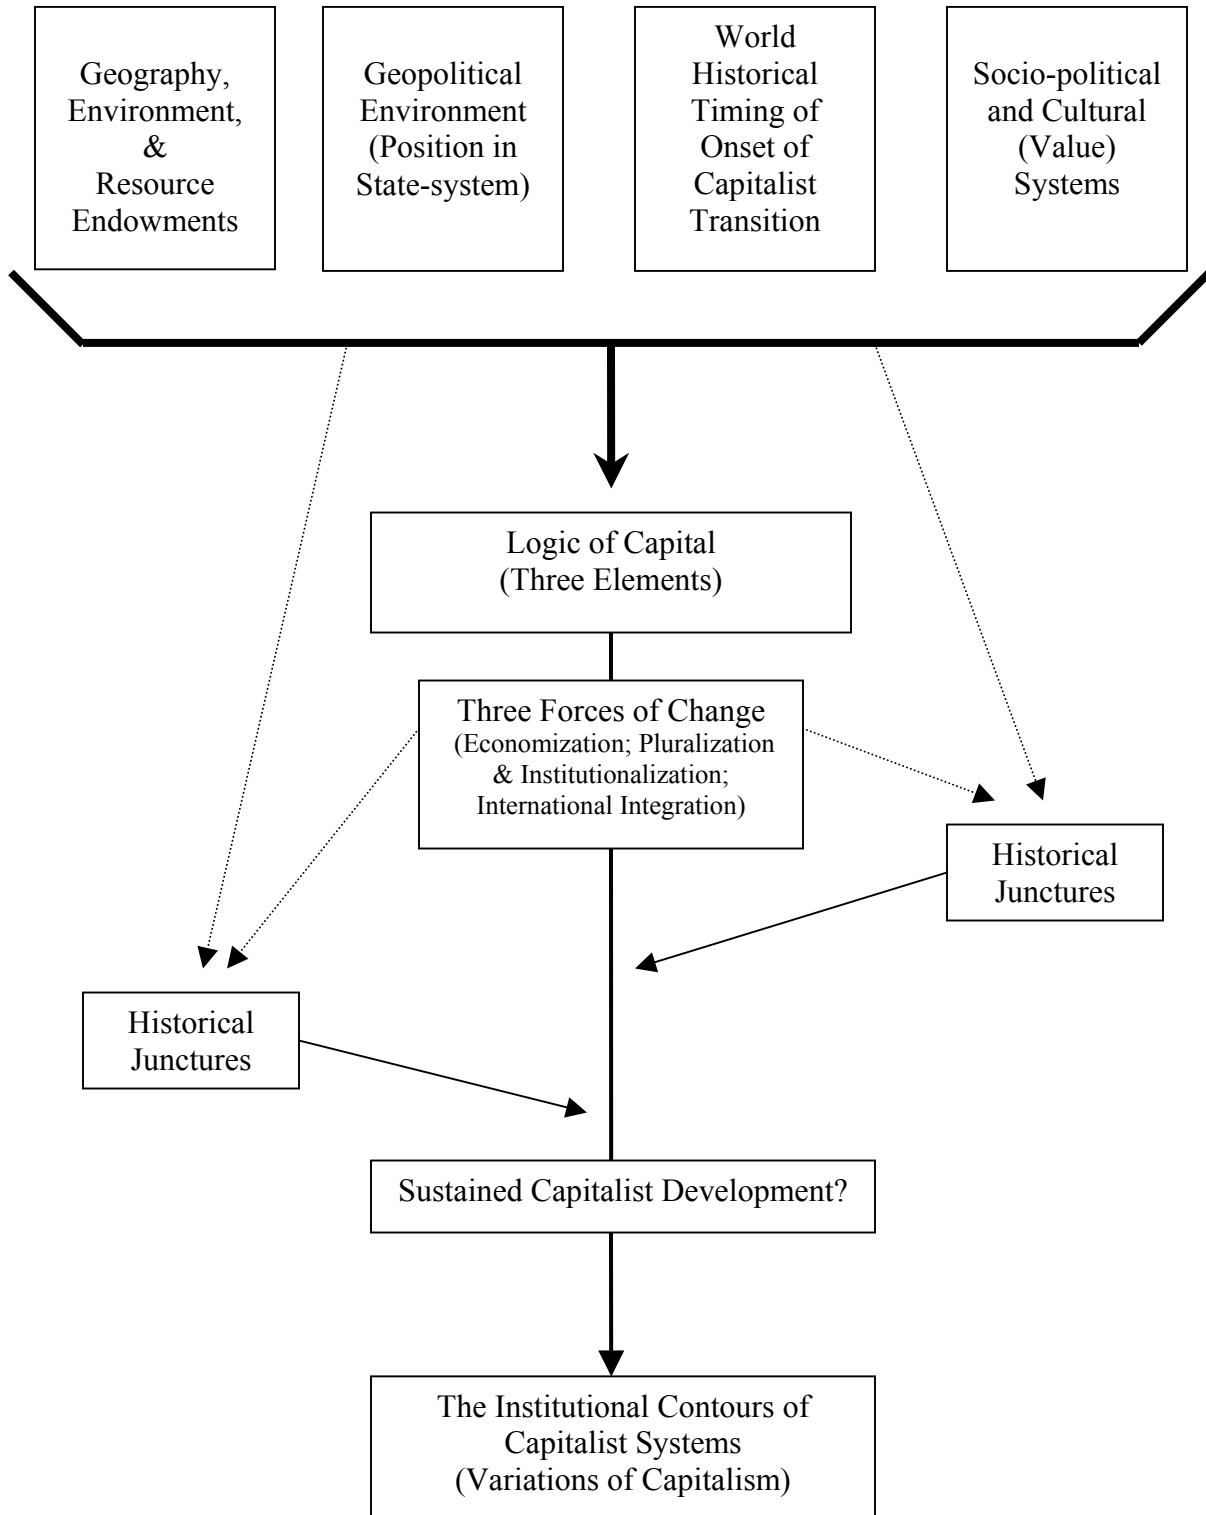 Geography,
Environment,
&
Resource
Endowments
Geopolitical
Environment
(Position in
State-system)
World
Historical
Timing of
Onset of
Capitalist
Transition
Socio-political
and Cultural
(Value)
Systems
Logic of Capital
(Three Elements)
Three Forces of Change
(Economization; Pluralization
& Institutionalization;
International Integration)
Historical
Junctures
Historical
Junctures
Sustained Capitalist Development?
The Institutional Contours of
Capitalist Systems
(Variations of Capitalism)